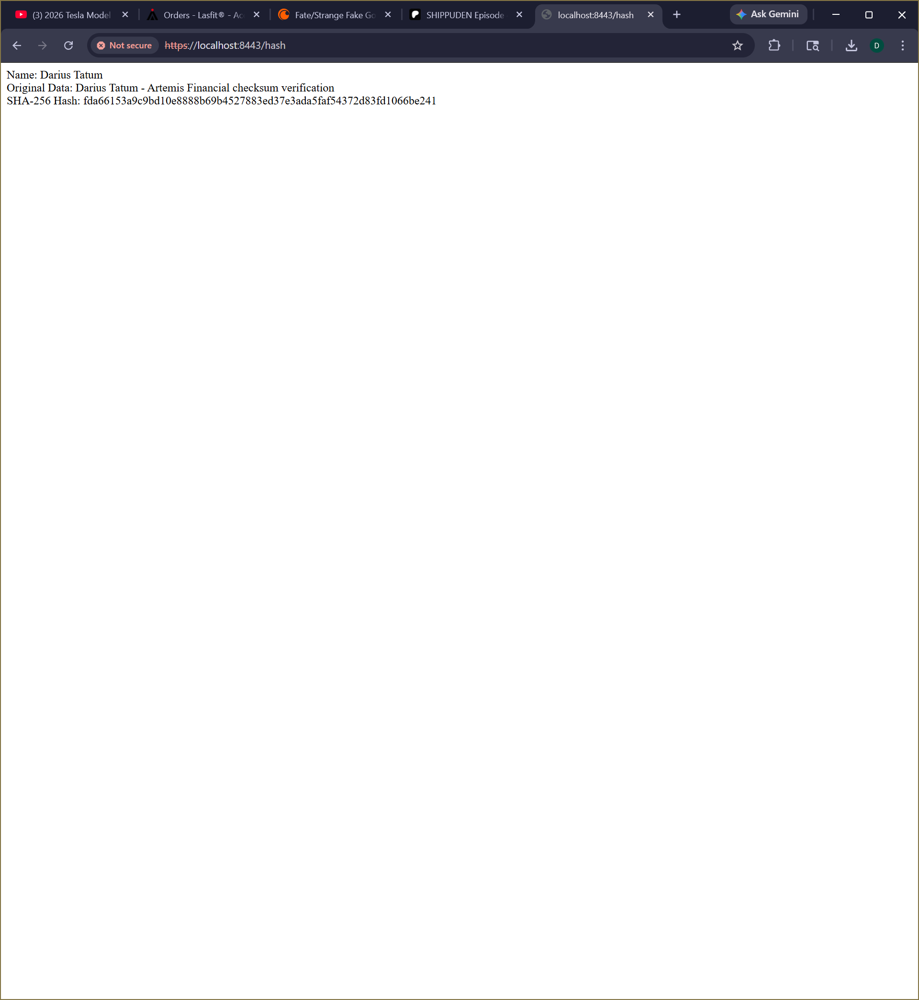 (3) 2026 Tesla Model
Orders - Lasfit® - Ac
Fate/Strange Fake Go
SHIPPUDEN Episode
localhost:8443/hash
Ask Gemini
Not secure
https://localhost:8443/hash
D
Name: Darius Tatum
Original Data: Darius Tatum - Artemis Financial checksum verification
SHA-256 Hash: fda66153a9c9bd10e8888b69b4527883ed37e3ada5faf54372d83fd1066be241